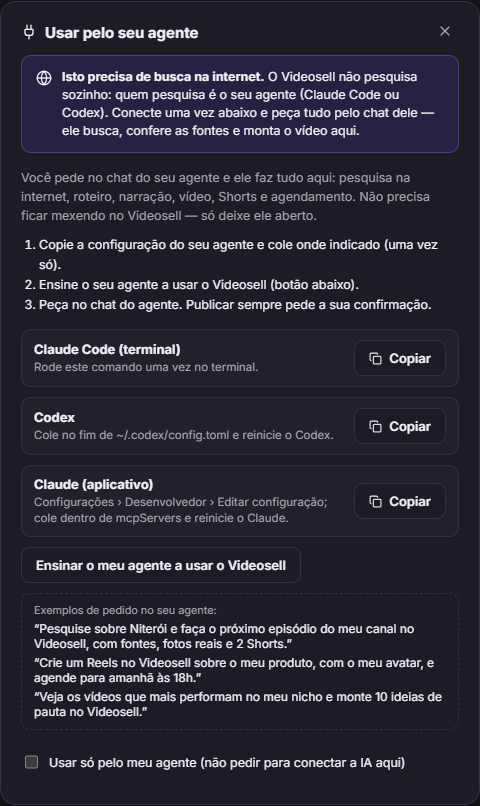 Usar pelo seu agente
Isto precisa de busca na internet. O Videosell não pesquisa
sozinho: quem pesquisa é o seu agente (Claude Code ou
Codex). Conecte uma vez abaixo e peça tudo pelo chat dele —
ele busca, confere as fontes e monta o vídeo aqui.
Você pede no chat do seu agente e ele faz tudo aqui: pesquisa na
internet, roteiro, narração, vídeo, Shorts e agendamento. Não precisa
ficar mexendo no Videosell — só deixe ele aberto.
1. Copie a configuração do seu agente e cole onde indicado (uma vez
só).
2. Ensine o seu agente a usar o Videosell (botão abaixo).
3. Peça no chat do agente. Publicar sempre pede a sua confirmação.
Claude Code (terminal)
Rode este comando uma vez no terminal.
Copiar
Codex
Cole no fim de ~/.codex/config.toml e reinicie o Codex.
Copiar
Claude (aplicativo)
Configurações › Desenvolvedor › Editar configuração;
cole dentro de mcpServers e reinicie o Claude.
Copiar
Ensinar o meu agente a usar o Videosell
Exemplos de pedido no seu agente:
“Pesquise sobre Niterói e faça o próximo episódio do meu canal no
Videosell, com fontes, fotos reais e 2 Shorts.”
“Crie um Reels no Videosell sobre o meu produto, com o meu avatar, e
agende para amanhã às 18h.”
“Veja os vídeos que mais performam no meu nicho e monte 10 ideias de
pauta no Videosell.”
Usar só pelo meu agente (não pedir para conectar a IA aqui)